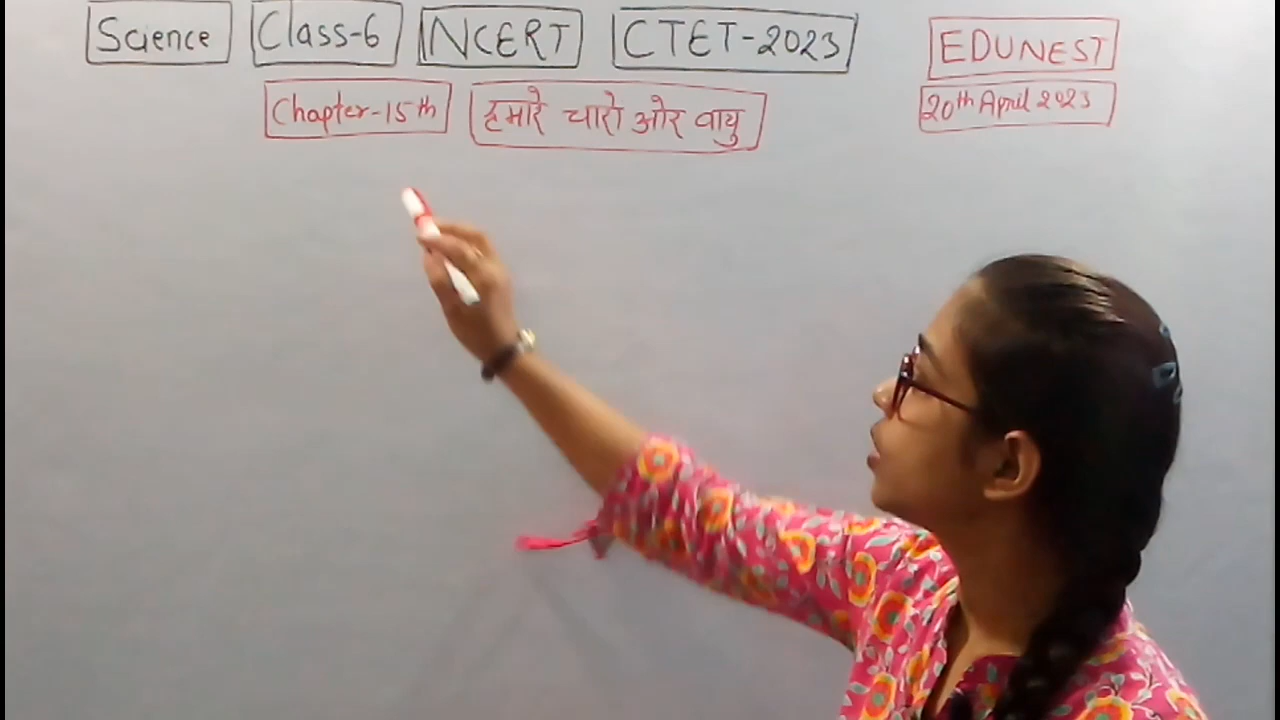 Science Class-6 NCERT CTET-2023 EDUNEST
Chapter-15th हमारे चारो ओर वायु 20th April 2023